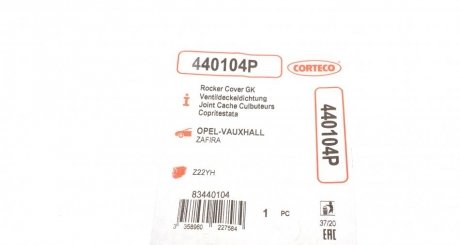 440104P
CORTECO
Rocker Cover GK
Ventildeckeldichtung
Joint Cache Culbuteurs
Copritestata
440104P
OPEL-VAUXHALL
ZAFIRA
Z22YH
83440104
3 358960 227584
1 PC
37/20
EAC